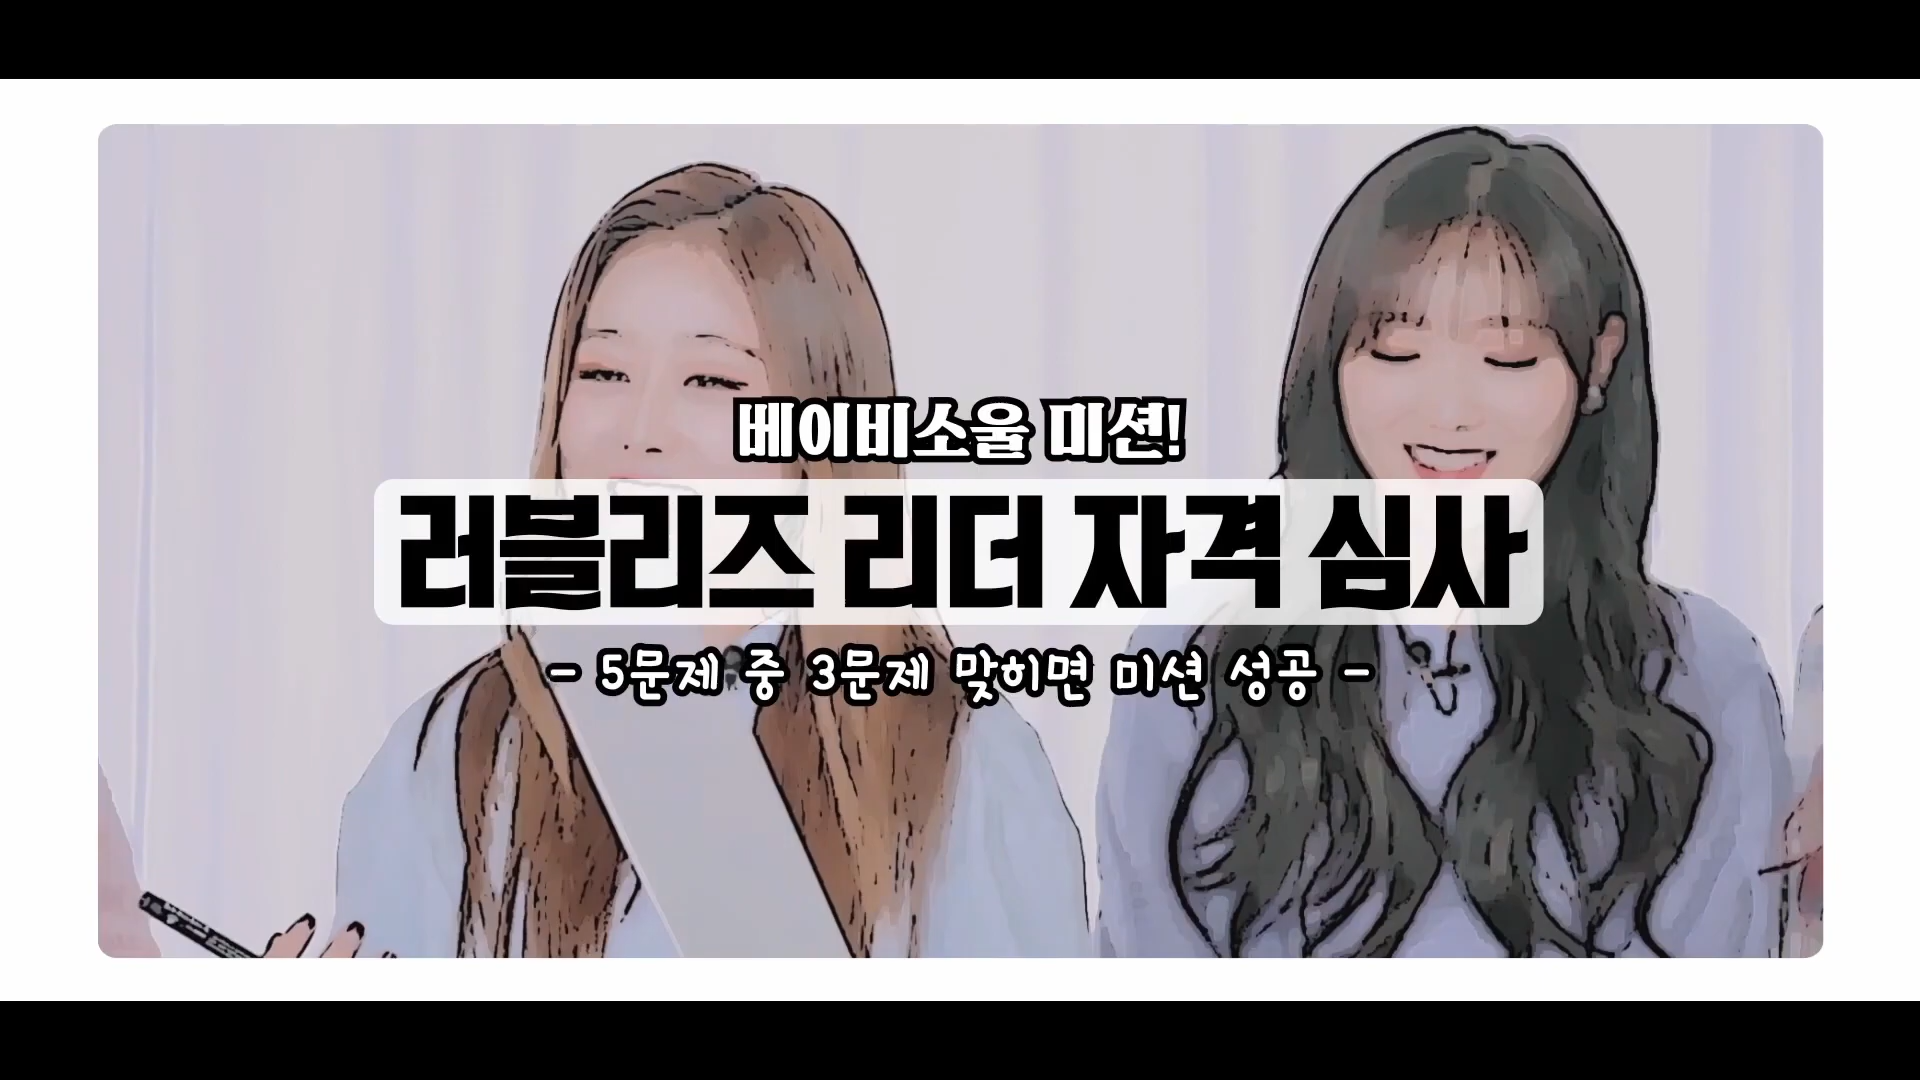 베이비소울 미션!
러블리즈 리더 자격 심사
- 5문제 중 3문제 맞히면 미션 성공 -